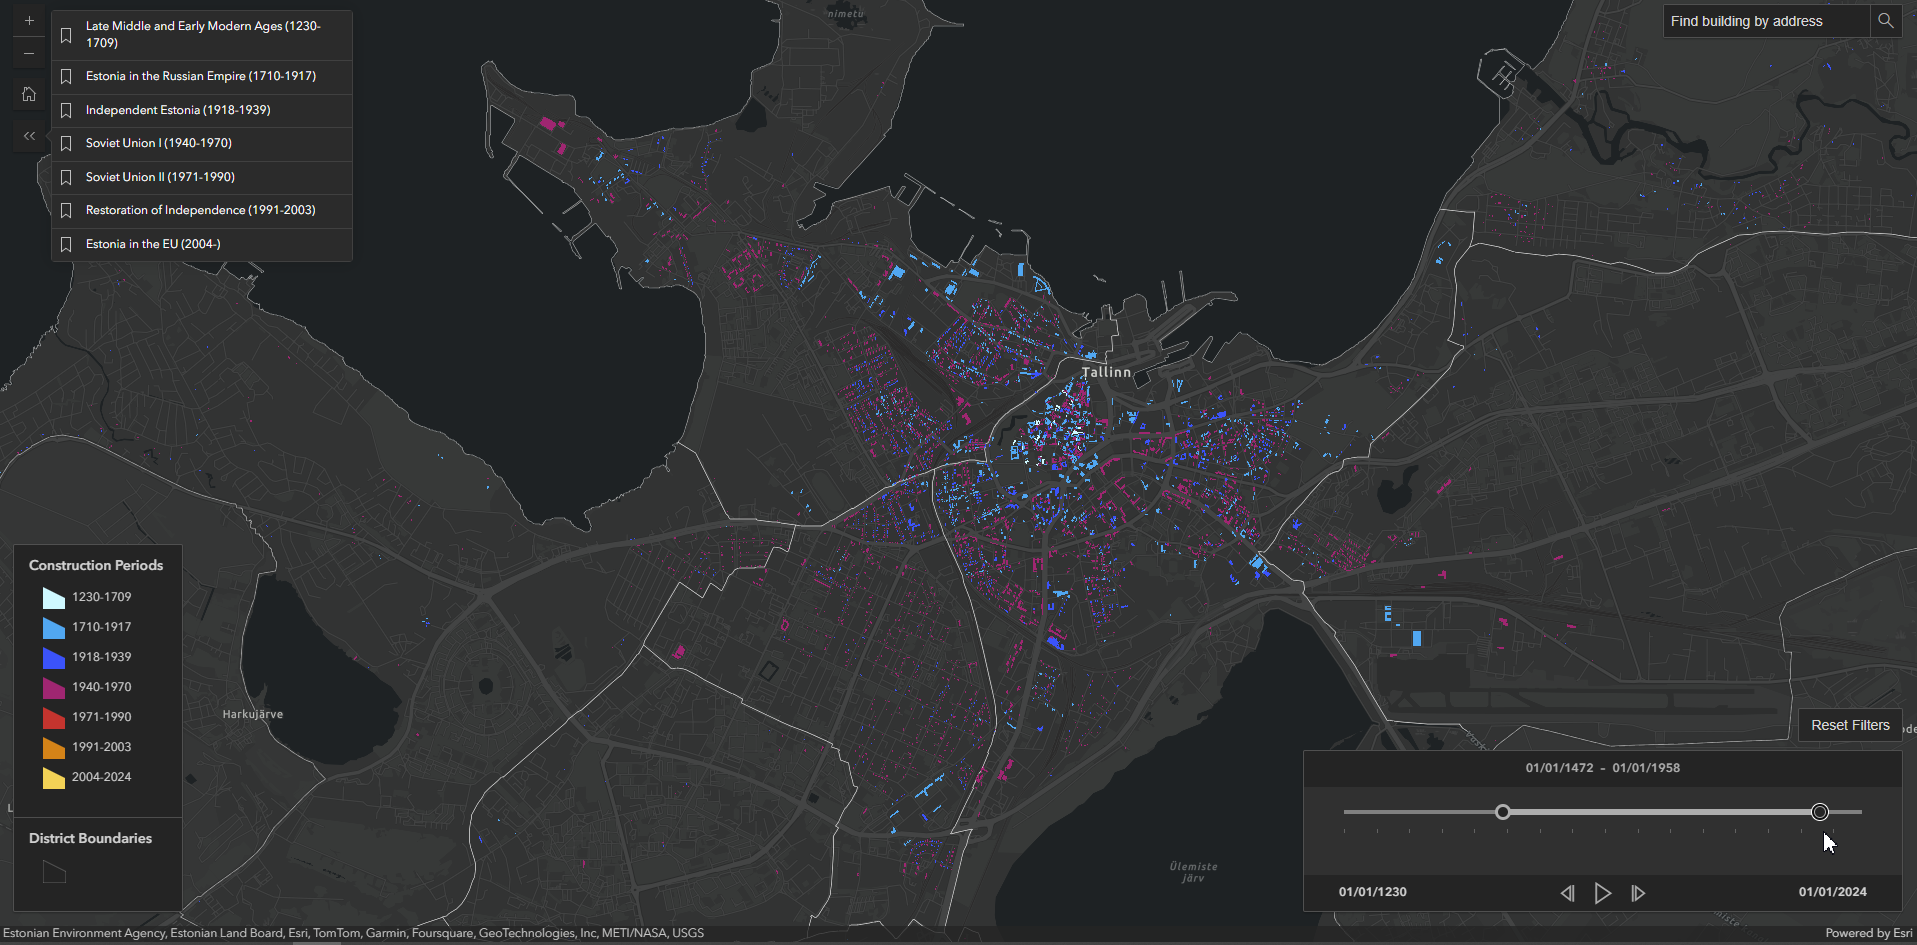 +
Late Middle and Early Modern Ages (1230-
1709)
−
Estonia in the Russian Empire (1710-1917)
Independent Estonia (1918-1939)
Soviet Union I (1940-1970)
Soviet Union II (1971-1990)
Restoration of Independence (1991-2003)
Estonia in the EU (2004-)
Find building by address
nimetu
Tallinn
Harkujärve
Ülemiste
järv
Construction Periods
1230-1709
1710-1917
1918-1939
1940-1970
1971-1990
1991-2003
2004-2024
District Boundaries
Reset Filters
01/01/1472 - 01/01/1958
01/01/1230
01/01/2024
Estonian Environment Agency, Estonian Land Board, Esri, TomTom, Garmin, Foursquare, GeoTechnologies, Inc, METI/NASA, USGS
Powered by Esri